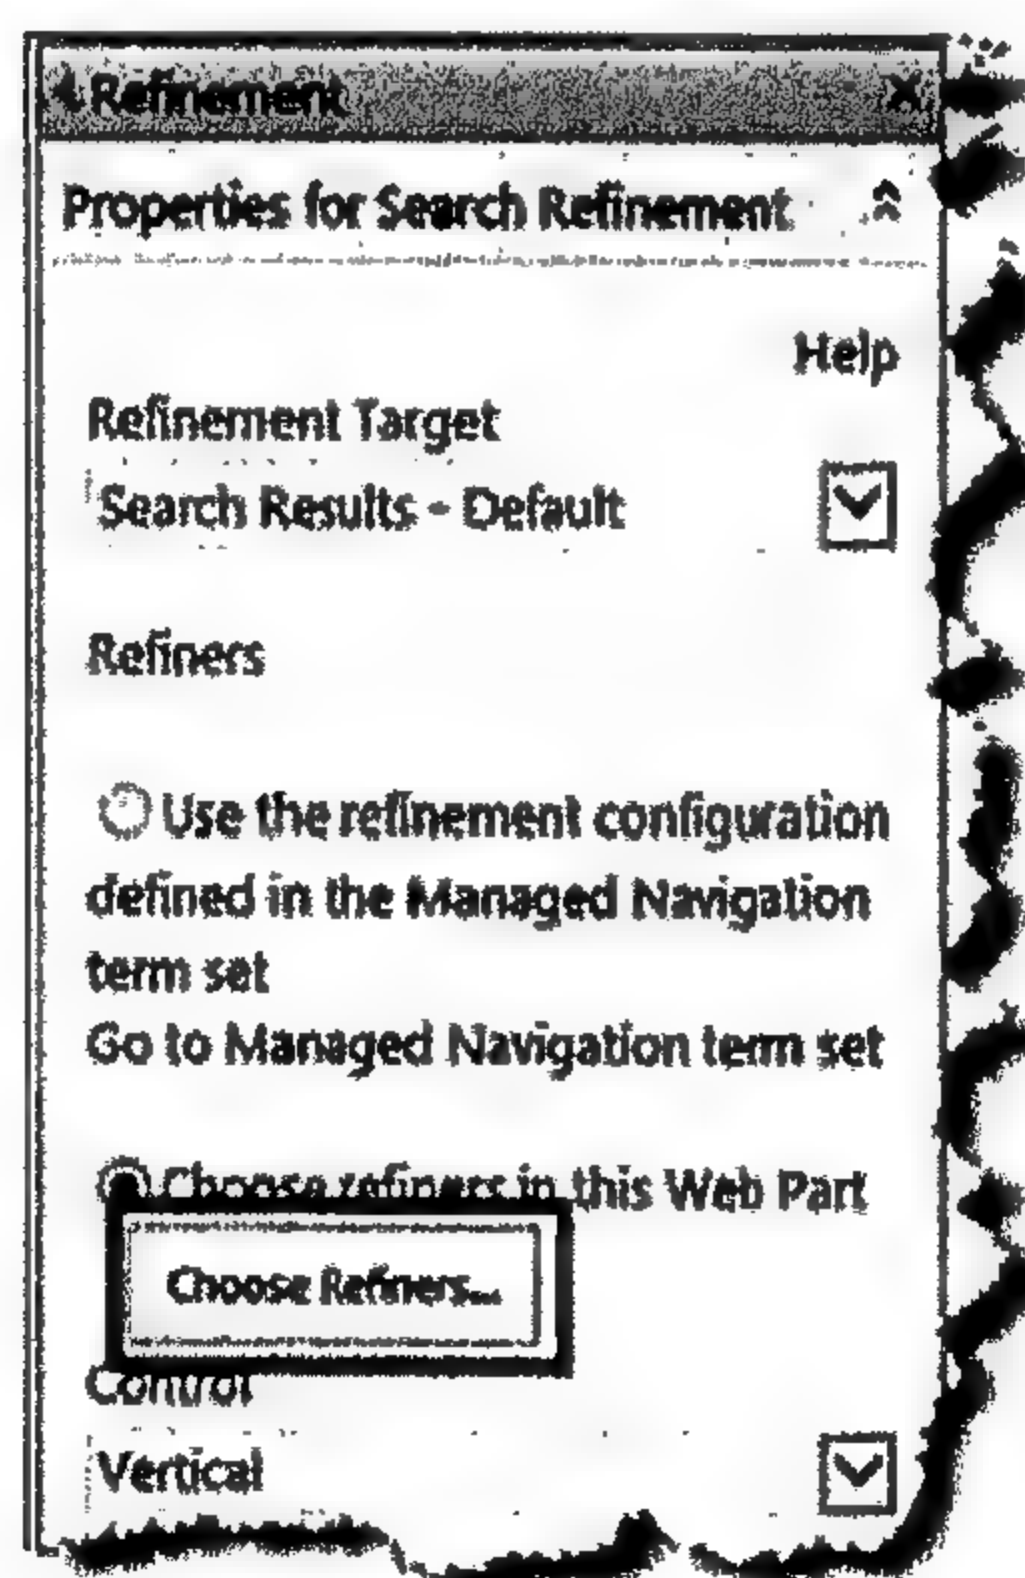 Refinement
Properties for Search Refinement
Help
Refinement Target
Search Results - Default
Refiners
Use the refinement configuration
defined in the Managed Navigation
term set
Go to Managed Navigation term set
Choose refiners in this Web Part
Choose Refiners...
Control
Vertical